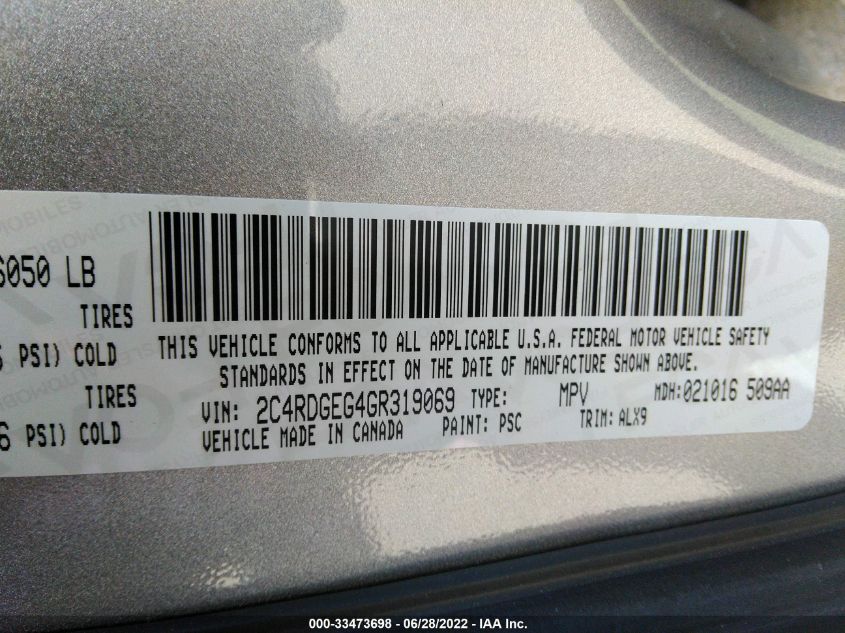 6050 LB
TIRES
PSI) COLD
TIRES
PSI) COLD
THIS VEHICLE CONFORMS TO ALL APPLICABLE U.S.A. FEDERAL MOTOR VEHICLE SAFETY
STANDARDS IN EFFECT ON THE DATE OF MANUFACTURE SHOWN ABOVE.
VIN: 2C4RDGEG4GR319069 TYPE: MPV MDH:021016 509AA
VEHICLE MADE IN CANADA PAINT: PSC TRIM: ALX9
000-33473698 - 06/28/2022 - IAA Inc.